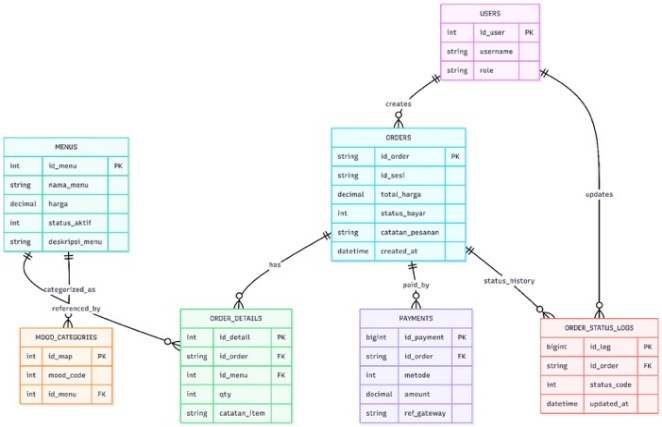 USERS
int id_user PK
string username
string role
creates
updates
MENUS
int id_menu PK
string nama_menu
decimal harga
int status_aktif
string deskripsi_menu
ORDERS
string id_order PK
string id_sesi
decimal total_harga
int status_bayar
string catatan_pesanan
datetime created_at
has
paid_by
status_history
categorized_as
referenced_by
MOOD_CATEGORIES
int id_map PK
int mood_code
int id_menu FK
ORDER_DETAILS
int id_detail PK
string id_order FK
int id_menu FK
int qty
string catatan_item
PAYMENTS
bigint id_payment PK
string id_order FK
int metode
decimal amount
string ref_gateway
ORDER_STATUS_LOGS
bigint id_log PK
string id_order FK
int status_code
datetime updated_at